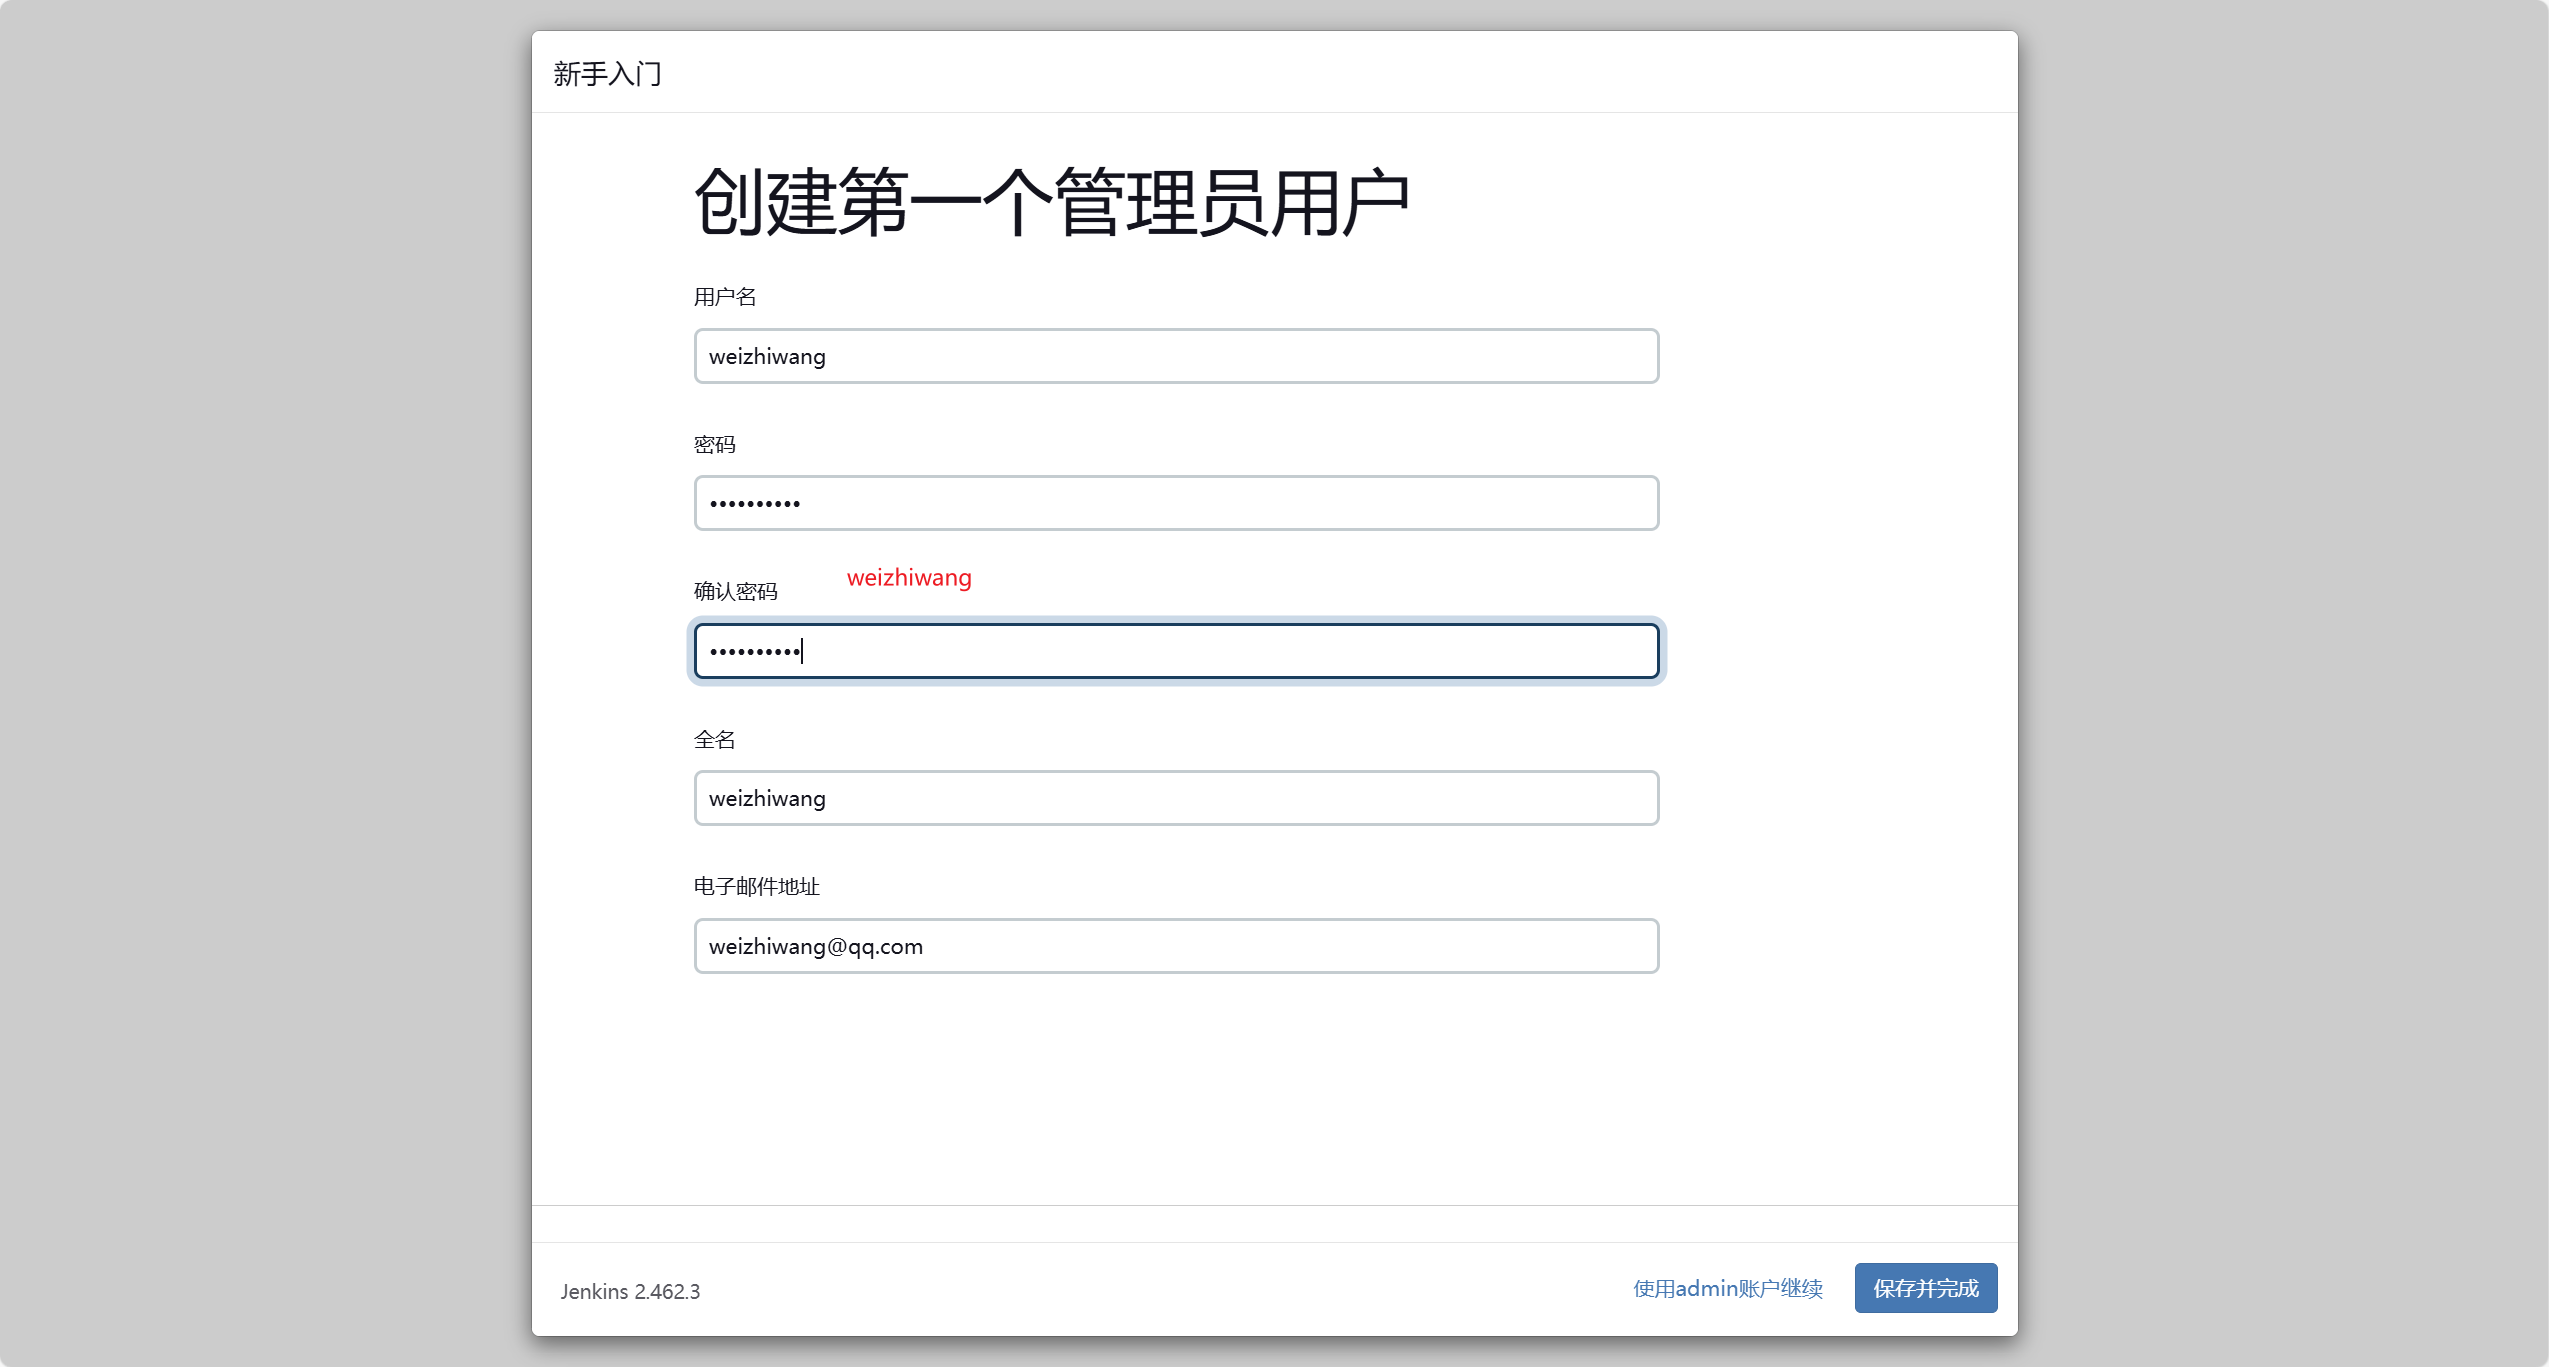 新手入门
创建第一个管理员用户
用户名
weizhiwang
密码
••••••••••
weizhiwang
确认密码
••••••••••
全名
weizhiwang
电子邮件地址
weizhiwang@qq.com
Jenkins 2.462.3
使用admin账户继续
保存并完成